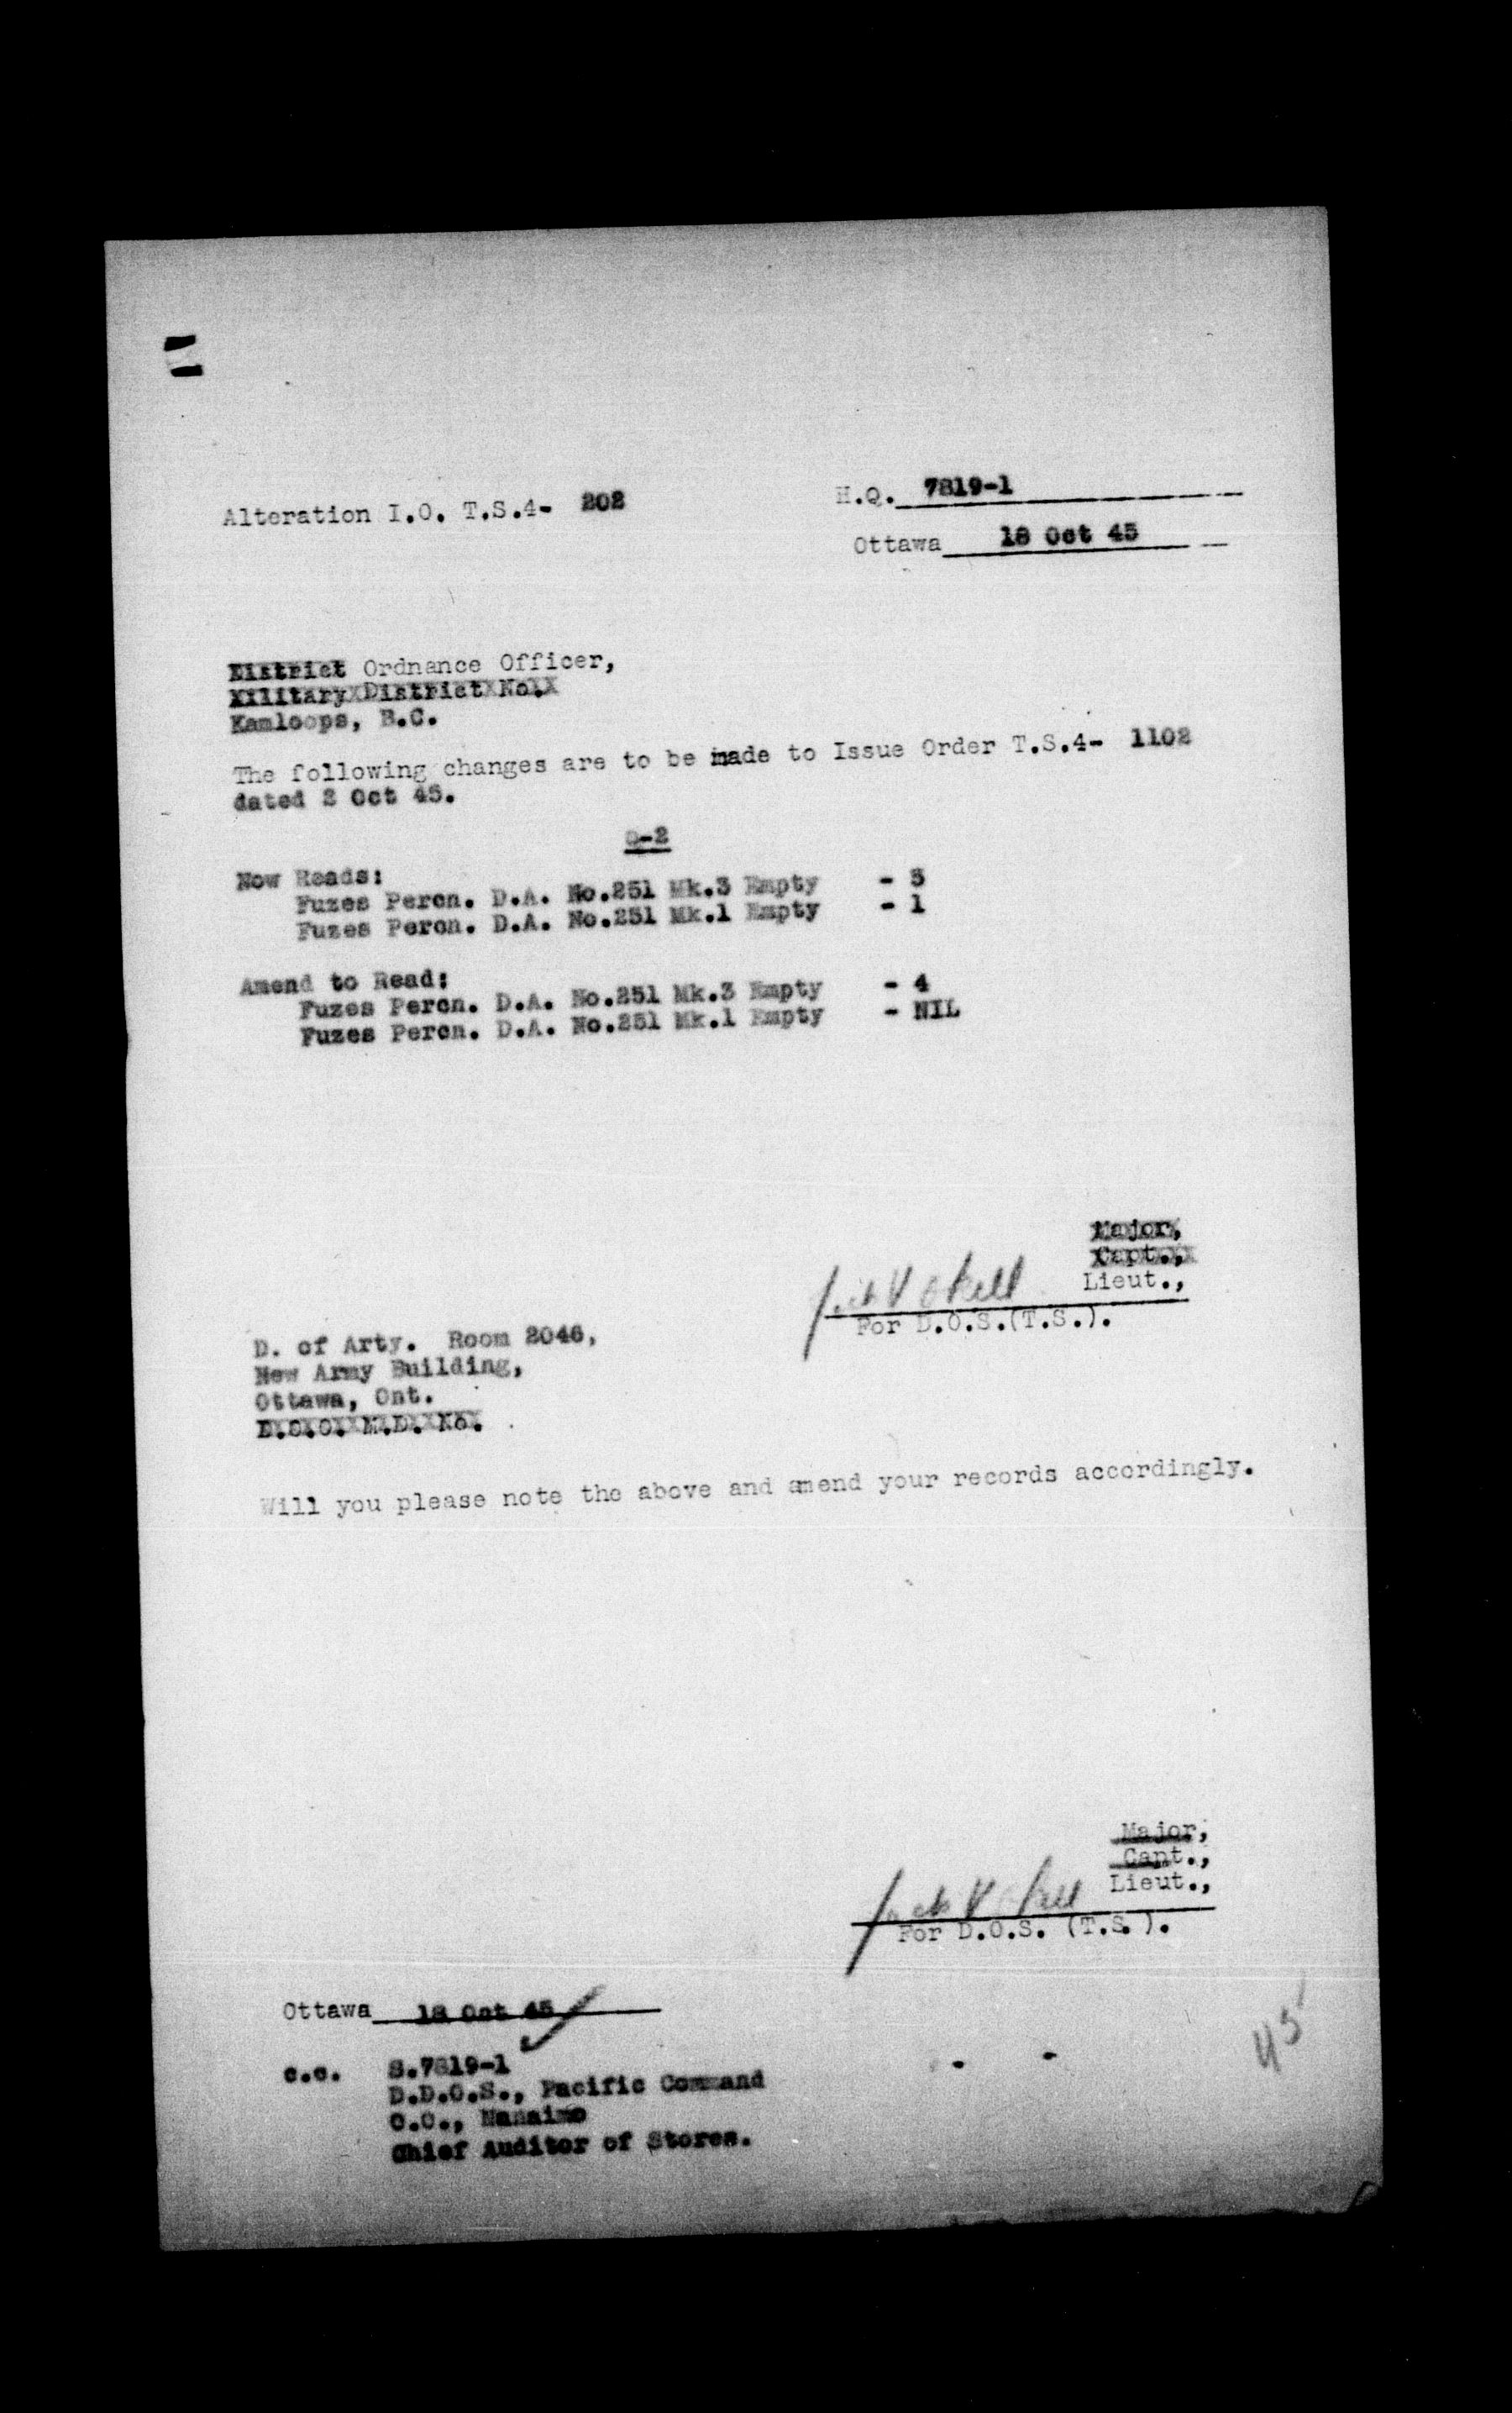 Alteration I.O. T.S.4- 202
H.Q. 7819-1
Ottawa 18 Oct 45
District Ordnance Officer,
Military District No.
Kamloops, B.C.
The following changes are to be made to Issue Order T.S.4- 1102
dated 2 Oct 45.
Q-2
Now Reads:
Fuzes Percn. D.A. No.251 Mk.3 Empty - 5
Fuzes Percn. D.A. No.251 Mk.1 Empty - 1
Amend to Read:
Fuzes Percn. D.A. No.251 Mk.3 Empty - 4
Fuzes Percn. D.A. No.251 Mk.1 Empty - NIL
Major,
Capt.,
Lieut.,
For D.O.S.(T.S.).
D. of Arty. Room 2046,
New Army Building,
Ottawa, Ont.
D.O.O. M.D. No.
Will you please note the above and amend your records accordingly.
Major,
Capt.,
Lieut.,
For D.O.S. (T.S.).
Ottawa 18 Oct 45
c.c. S.7819-1
D.D.O.S., Pacific Command
O.O., Nanaimo
Chief Auditor of Stores.
45